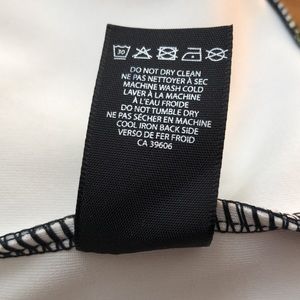 30
DO NOT DRY CLEAN
NE PAS NETTOYER À SEC
MACHINE WASH COLD
LAVER À LA MACHINE
À L'EAU FROIDE
DO NOT TUMBLE DRY
NE PAS SÉCHER EN MACHINE
COOL IRON BACK SIDE
VERSO DE FER FROID
CA 39606